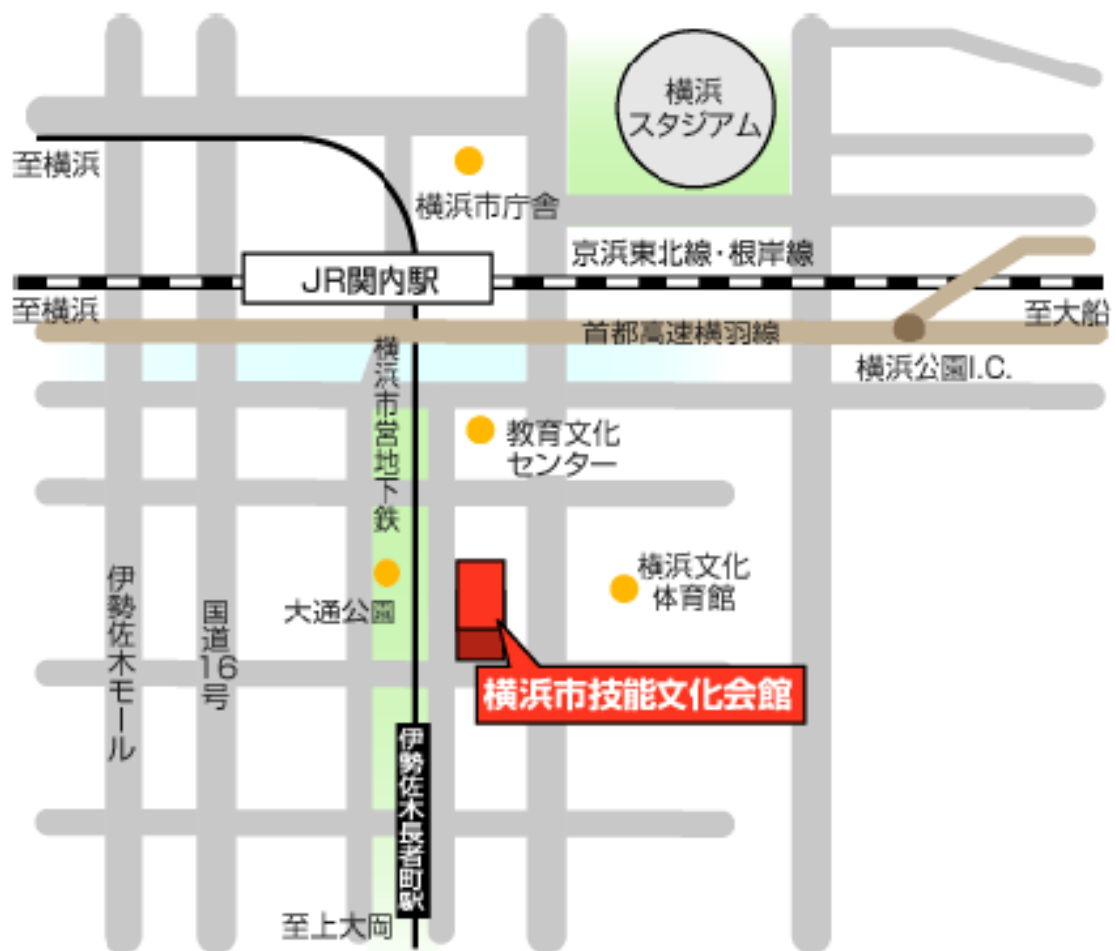 横浜
スタジアム
至横浜
横浜市庁舎
京浜東北線・根岸線
JR関内駅
至横浜
至大船
首都高速横羽線
横浜公園I.C.
横浜市営地下鉄
教育文化
センター
横浜文化
体育館
大通公園
伊勢佐木モール
国道16号
横浜市技能文化会館
伊勢佐木長者町駅
至上大岡